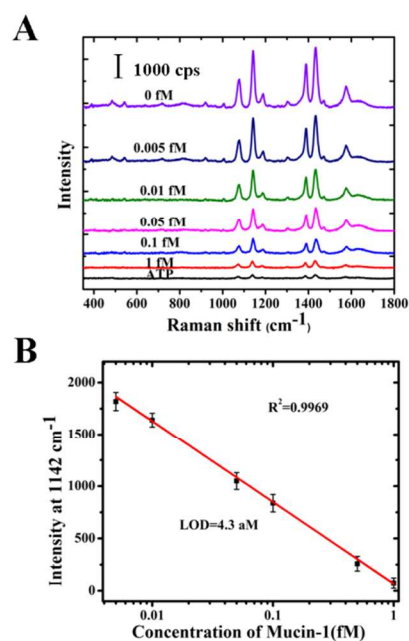 A
1000 cps
0 fM
0.005 fM
0.01 fM
0.05 fM
0.1 fM
1 fM
ATP
Intensity
400 600 800 1000 1200 1400 1600 1800
Raman shift (cm-1)
B
R2=0.9969
LOD=4.3 aM
Intensity at 1142 cm-1
2000
1500
1000
500
0
0.01 0.1 1
Concentration of Mucin-1(fM)